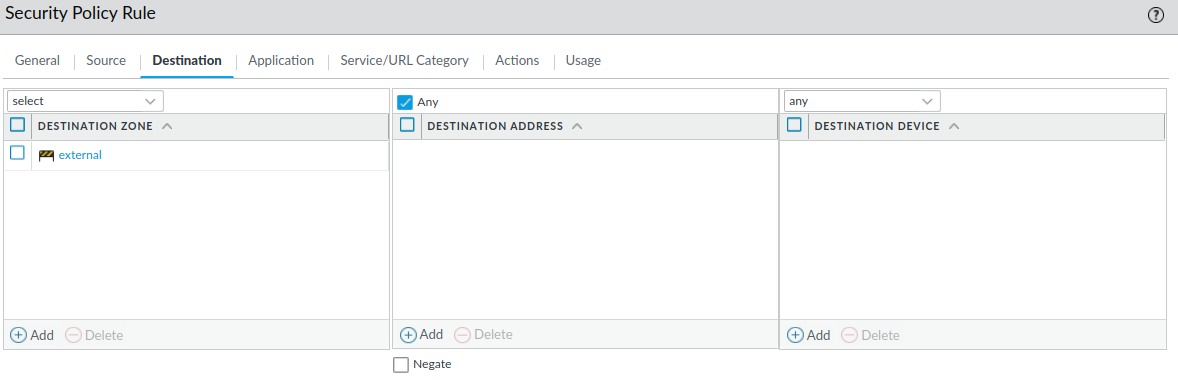 Security Policy Rule
General Source Destination Application Service/URL Category Actions Usage
select Any any
DESTINATION ZONE DESTINATION ADDRESS DESTINATION DEVICE
external
Add Delete Add Delete Add Delete
Negate